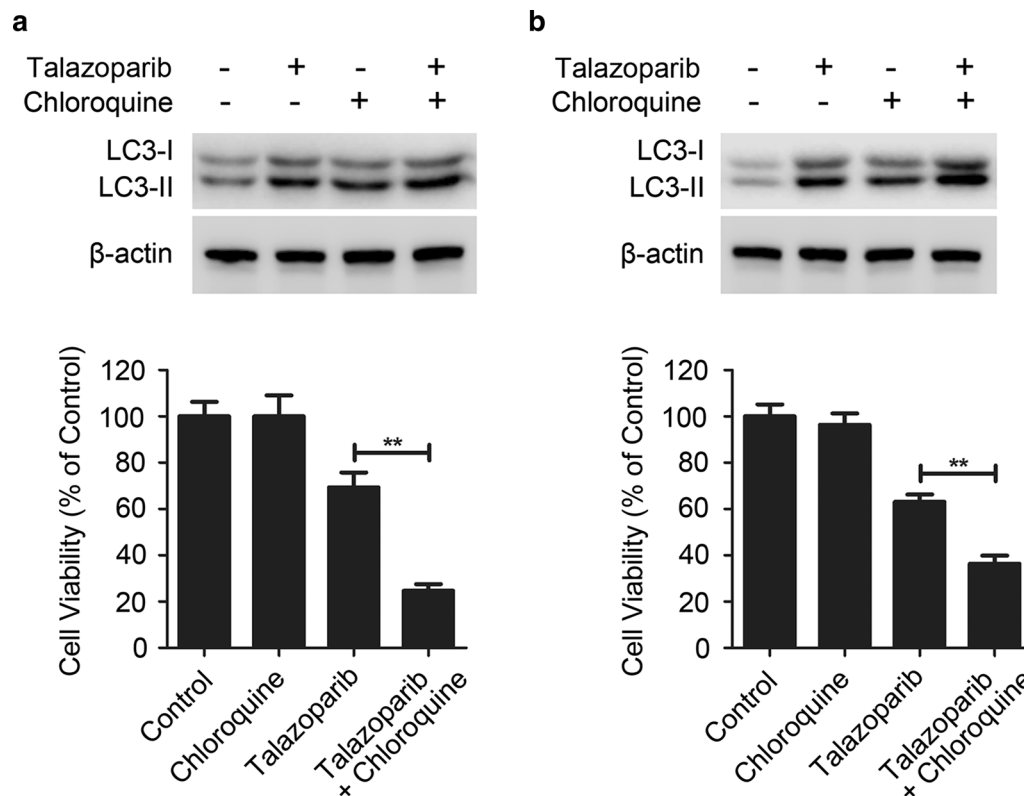 a
Talazoparib - + - +
Chloroquine - - + +
LC3-I
LC3-II
β-actin
Cell Viability (% of Control)
120
100
80
60
40
20
0
**
Control
Chloroquine
Talazoparib
Talazoparib
+ Chloroquine
b
Talazoparib - + - +
Chloroquine - - + +
LC3-I
LC3-II
β-actin
Cell Viability (% of Control)
120
100
80
60
40
20
0
**
Control
Chloroquine
Talazoparib
Talazoparib
+ Chloroquine